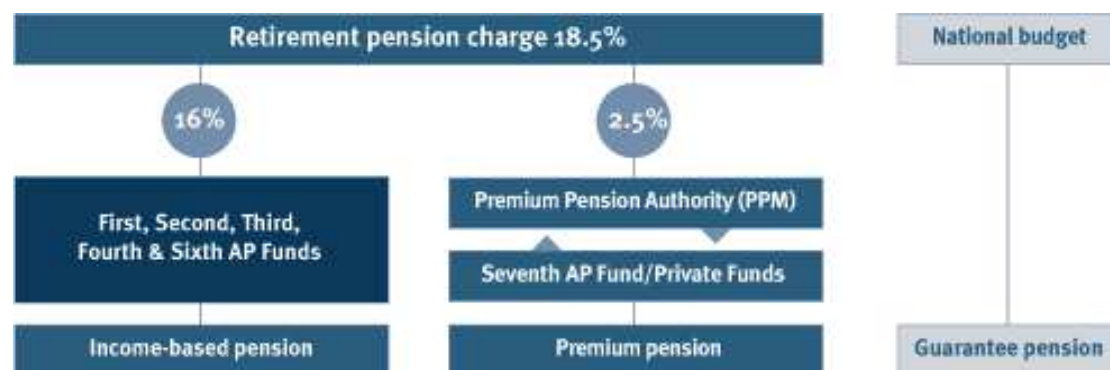 Retirement pension charge 18.5%
National budget
16%
2.5%
First, Second, Third,
Fourth & Sixth AP Funds
Premium Pension Authority (PPM)
Seventh AP Fund/Private Funds
Income-based pension
Premium pension
Guarantee pension